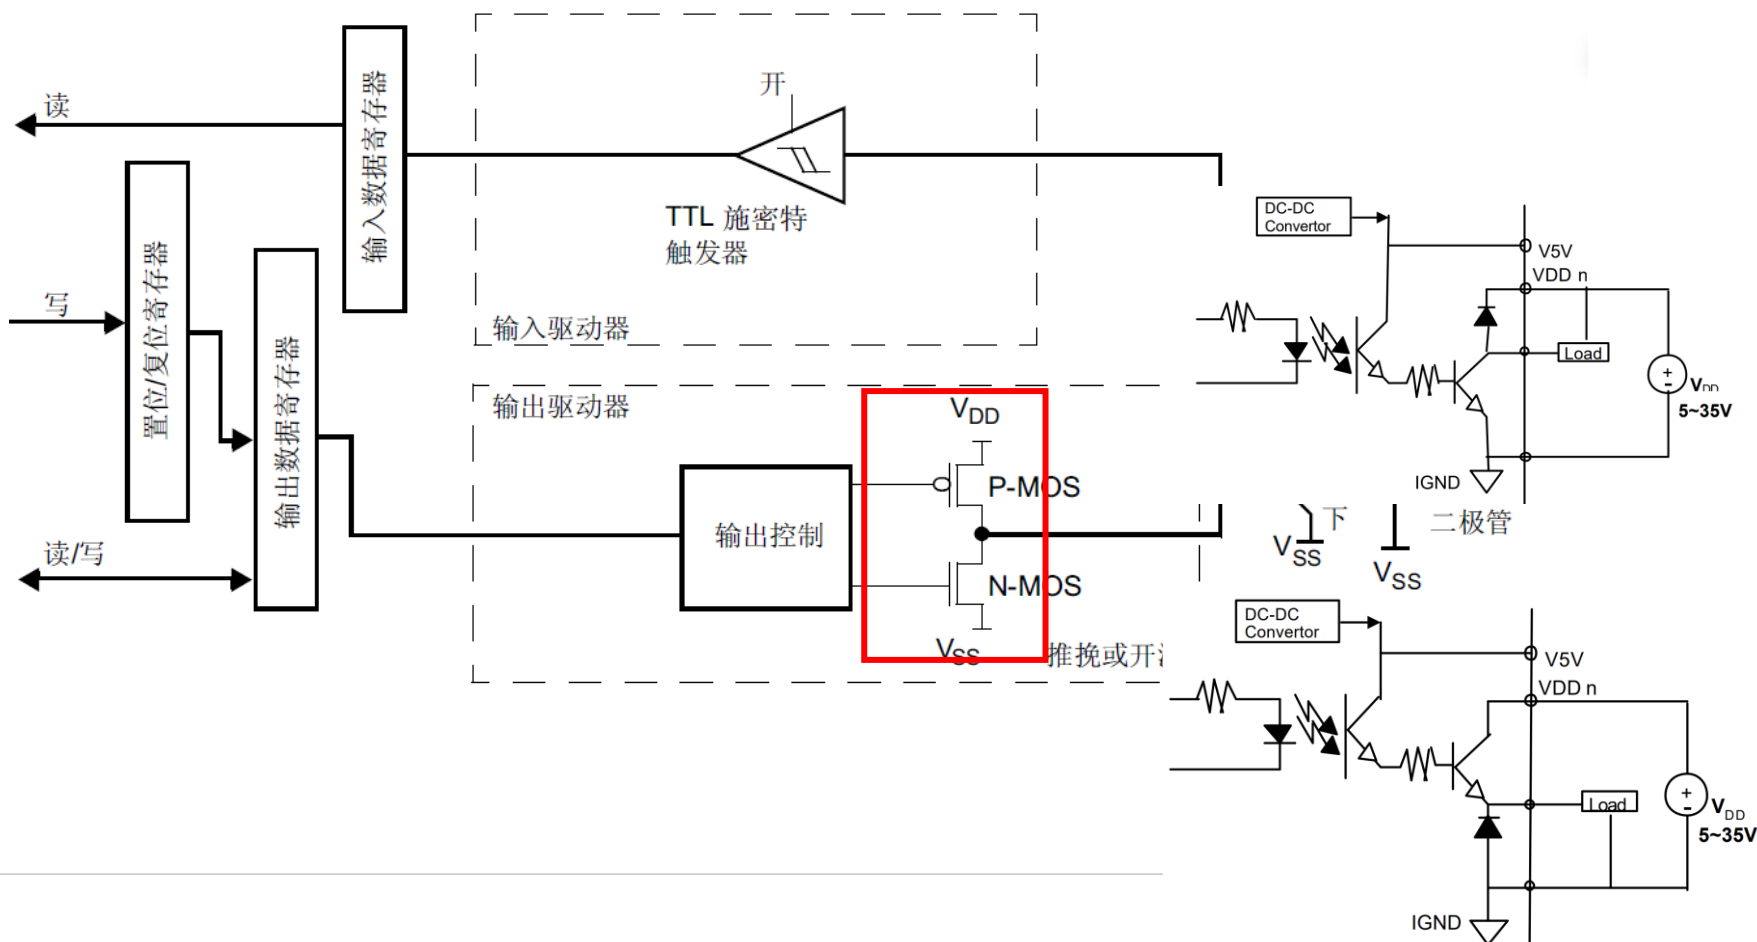 开
读
输入数据寄存器
TTL 施密特
触发器
DC-DC
Convertor
V5V
VDD n
写
置位/复位寄存器
输入驱动器
Load
+
-
5~35V
输出数据寄存器
输出驱动器
VDD
IGND
P-MOS
下
二极管
输出控制
VSS
VSS
读/写
N-MOS
VSS
推挽或开
DC-DC
Convertor
V5V
VDD n
+
-
Load
VDD
5~35V
IGND